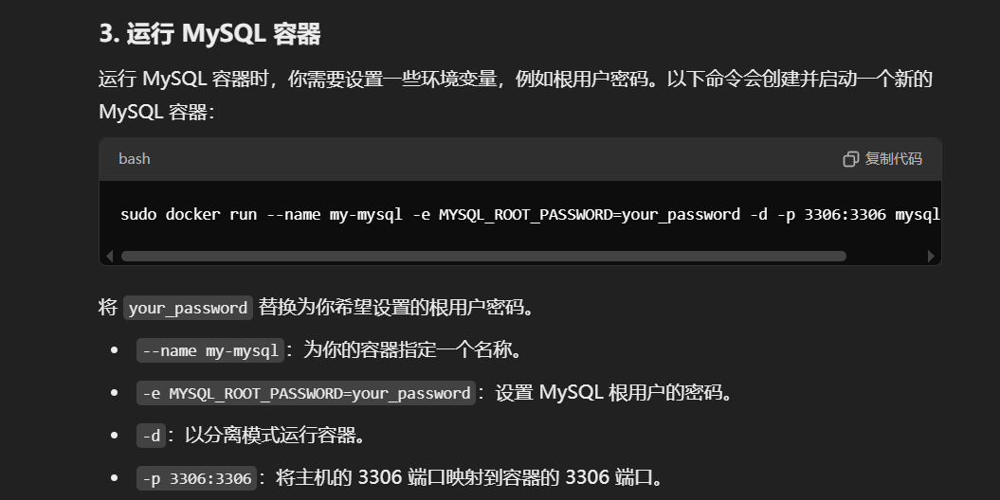 3. 运行 MySQL 容器
运行 MySQL 容器时，你需要设置一些环境变量，例如根用户密码。以下命令会创建并启动一个新的
MySQL 容器：
bash
复制代码
sudo docker run --name my-mysql -e MYSQL_ROOT_PASSWORD=your_password -d -p 3306:3306 mysql
将 your_password 替换为你希望设置的根用户密码。
• --name my-mysql：为你的容器指定一个名称。
• -e MYSQL_ROOT_PASSWORD=your_password：设置 MySQL 根用户的密码。
• -d：以分离模式运行容器。
• -p 3306:3306：将主机的 3306 端口映射到容器的 3306 端口。